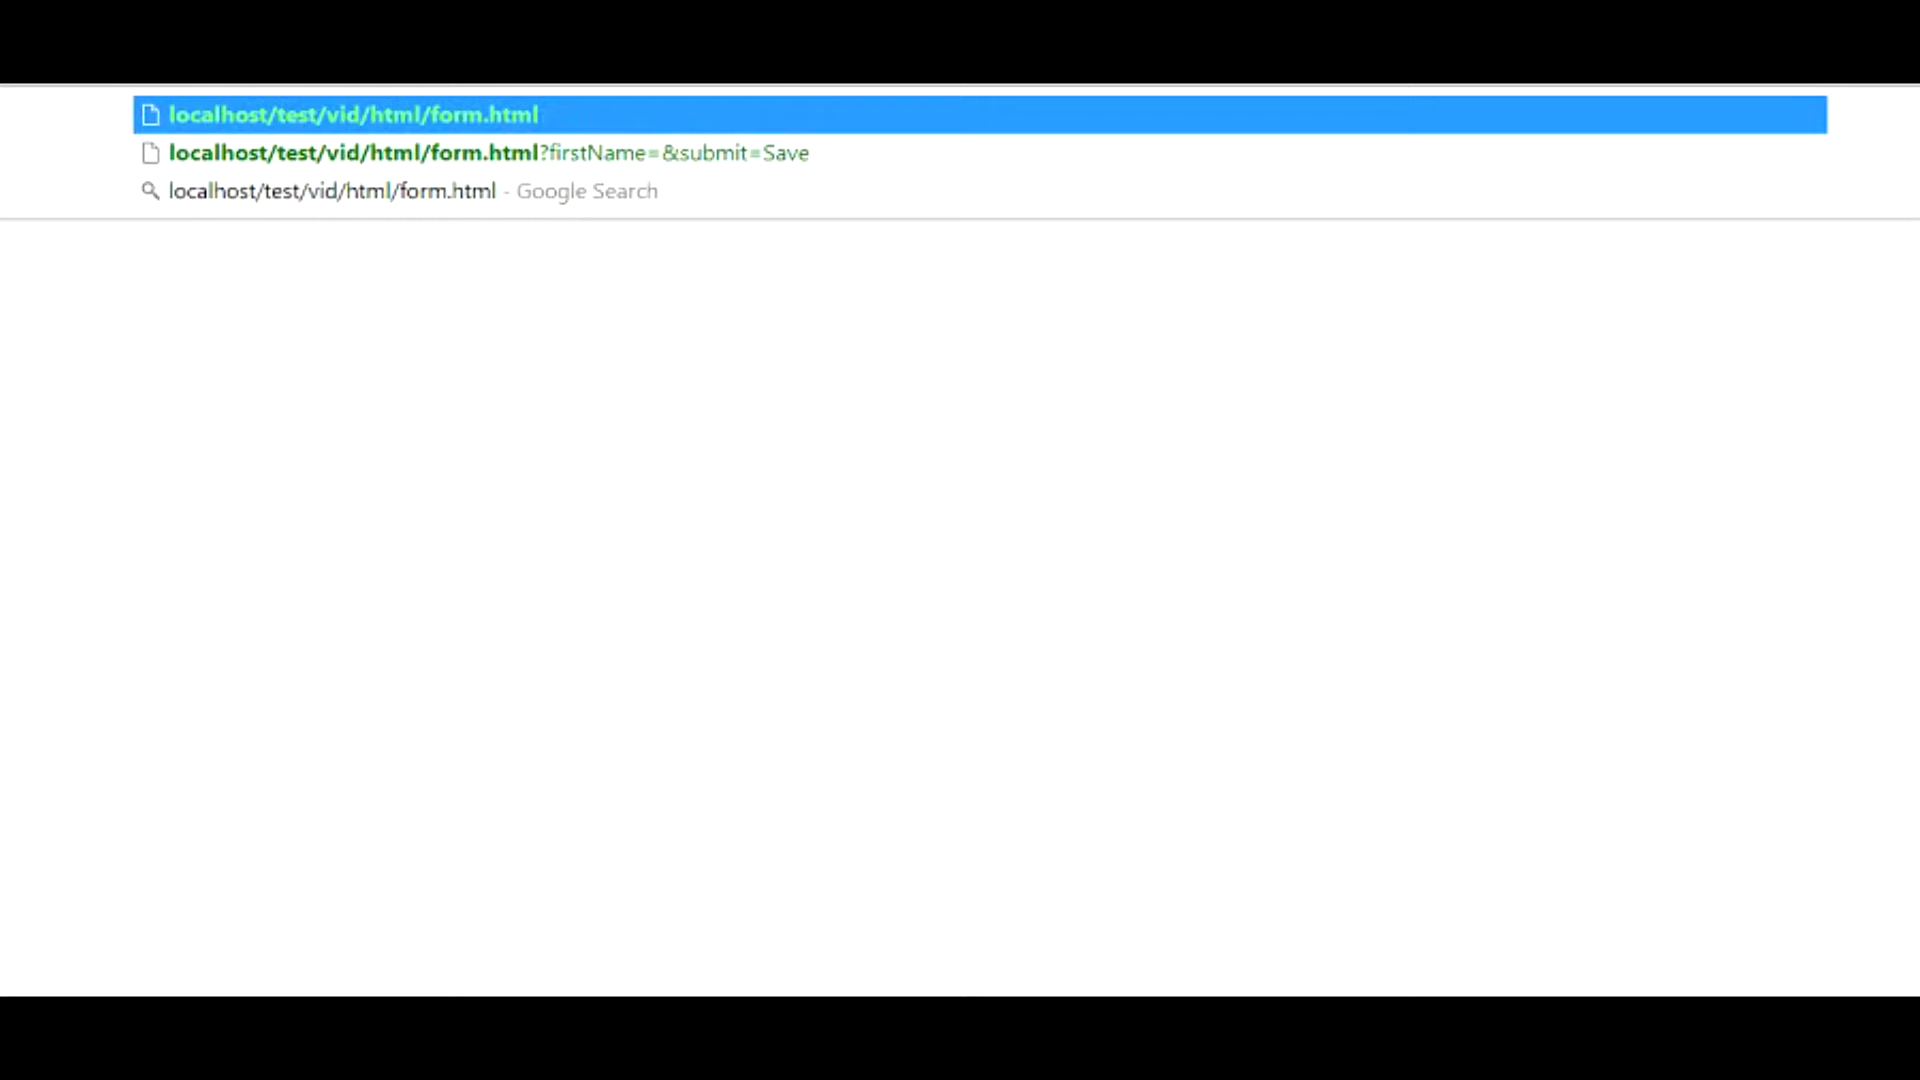 localhost/test/vid/html/form.html
localhost/test/vid/html/form.html?firstName=&submit=Save
localhost/test/vid/html/form.html - Google Search